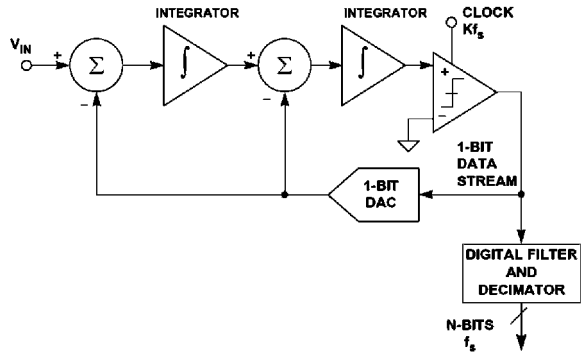 INTEGRATOR
INTEGRATOR
CLOCK
Kfs
VIN
+
Σ
∫
+
Σ
∫
+
−
−
−
1-BIT
DATA
STREAM
1-BIT
DAC
DIGITAL FILTER
AND
DECIMATOR
N-BITS
fs